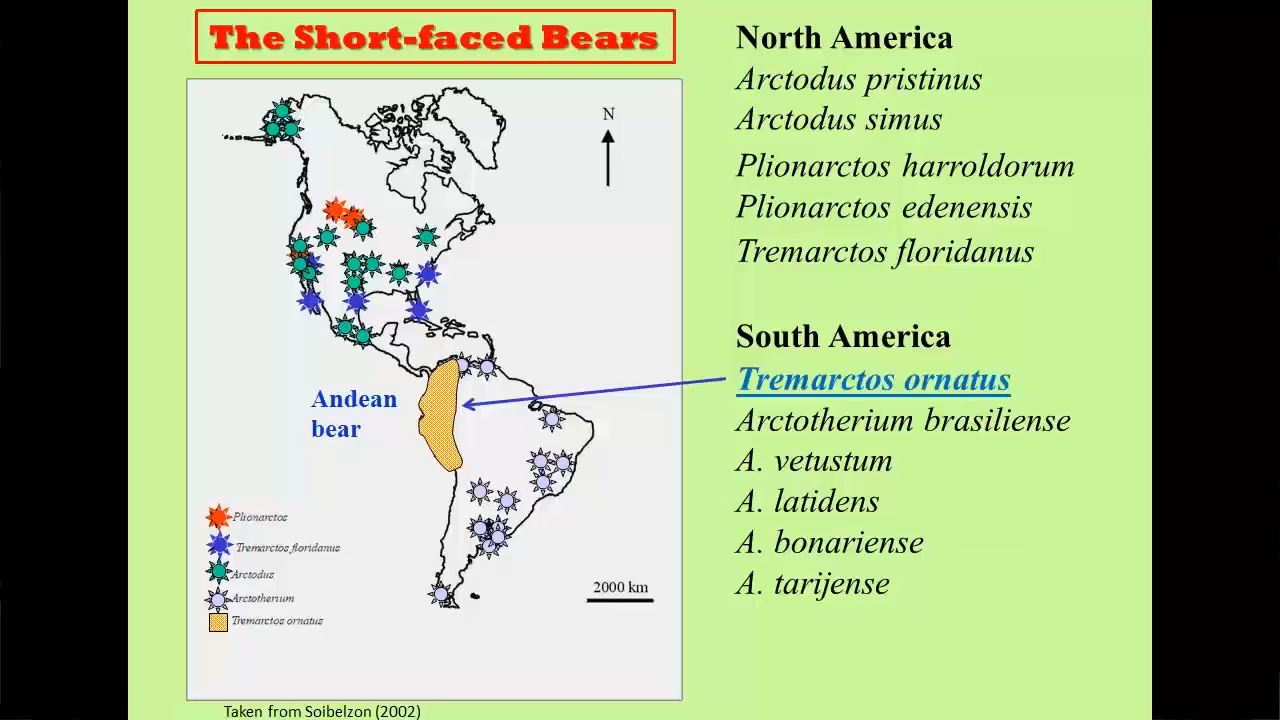 The Short-faced Bears
N
Andean
bear
Plionarctos
Tremarctos floridanus
Arctodus
Arctotherium
Tremarctos ornatus
2000 km
Taken from Soibelzon (2002)
North America
Arctodus pristinus
Arctodus simus
Plionarctos harroldorum
Plionarctos edenensis
Tremarctos floridanus
South America
Tremarctos ornatus
Arctotherium brasiliense
A. vetustum
A. latidens
A. bonariense
A. tarijense